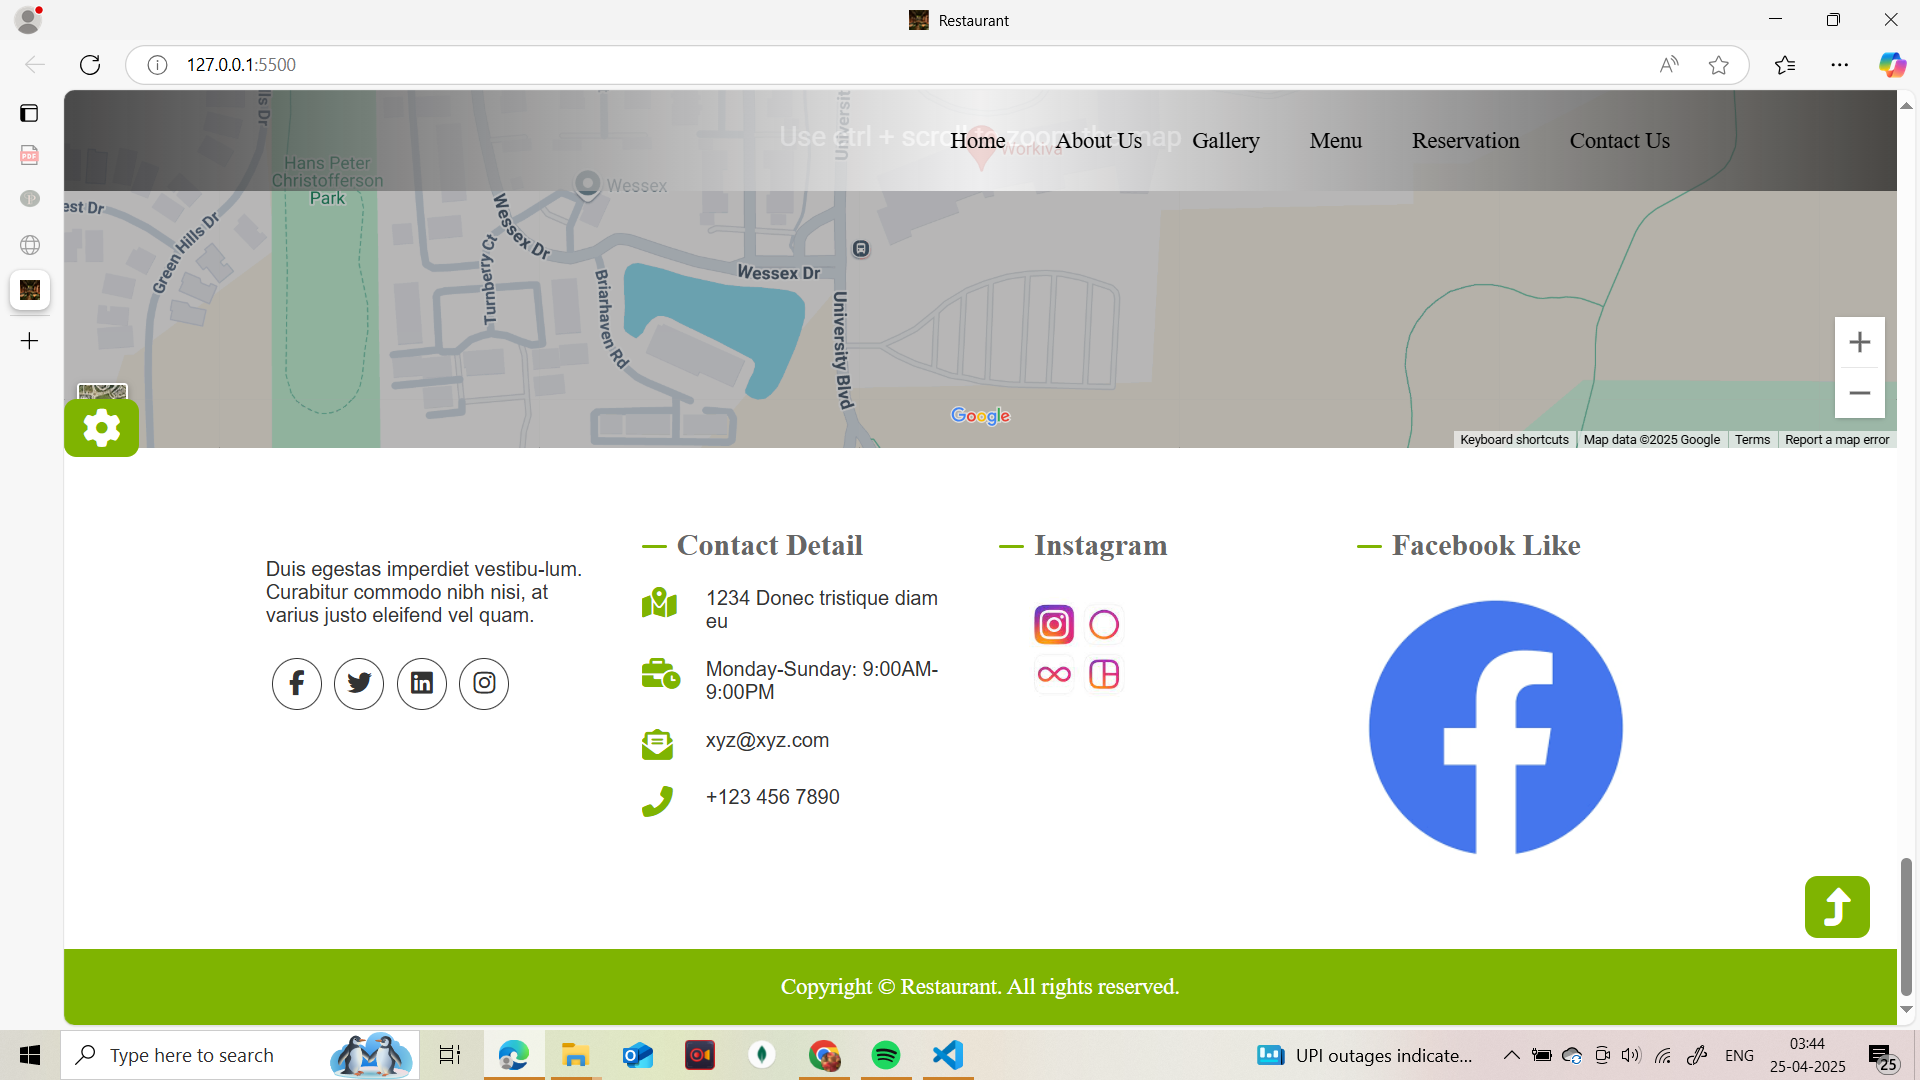 Restaurant
127.0.0.1:5500
Home
About Us
Gallery
Menu
Reservation
Contact Us
Use ctrl + scroll to zoom the map
Workiva
Hans Peter
Christofferson
Park
Wessex
est Dr
Green Hills Dr
Turnberry Ct
Wessex Dr
Briarhaven Rd
Wessex Dr
University Blvd
Google
Keyboard shortcuts
Map data ©2025 Google
Terms
Report a map error
Duis egestas imperdiet vestibu-lum.
Curabitur commodo nibh nisi, at
varius justo eleifend vel quam.
Contact Detail
1234 Donec tristique diam
eu
Monday-Sunday: 9:00AM-
9:00PM
xyz@xyz.com
+123 456 7890
Instagram
Facebook Like
Copyright © Restaurant. All rights reserved.
Type here to search
UPI outages indicate...
ENG
03:44
25-04-2025
25